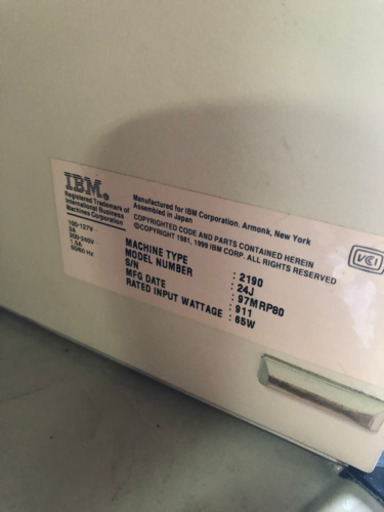 IBM®
Registered Trademark of
International Business
Machines Corporation
100-127V~
3A
200-240V~
1.5A
50/60 Hz
Manufactured for IBM Corporation. Armonk, New York
Assembled in Japan
COPYRIGHTED CODE AND PARTS CONTAINED HEREIN
©COPYRIGHT 1981, 1999 IBM CORP. ALL RIGHTS RESERVED
MACHINE TYPE : 2190
MODEL NUMBER : 24J
S/N : 97MRP80
MFG DATE : 911
RATED INPUT WATTAGE : 65W
VCCI